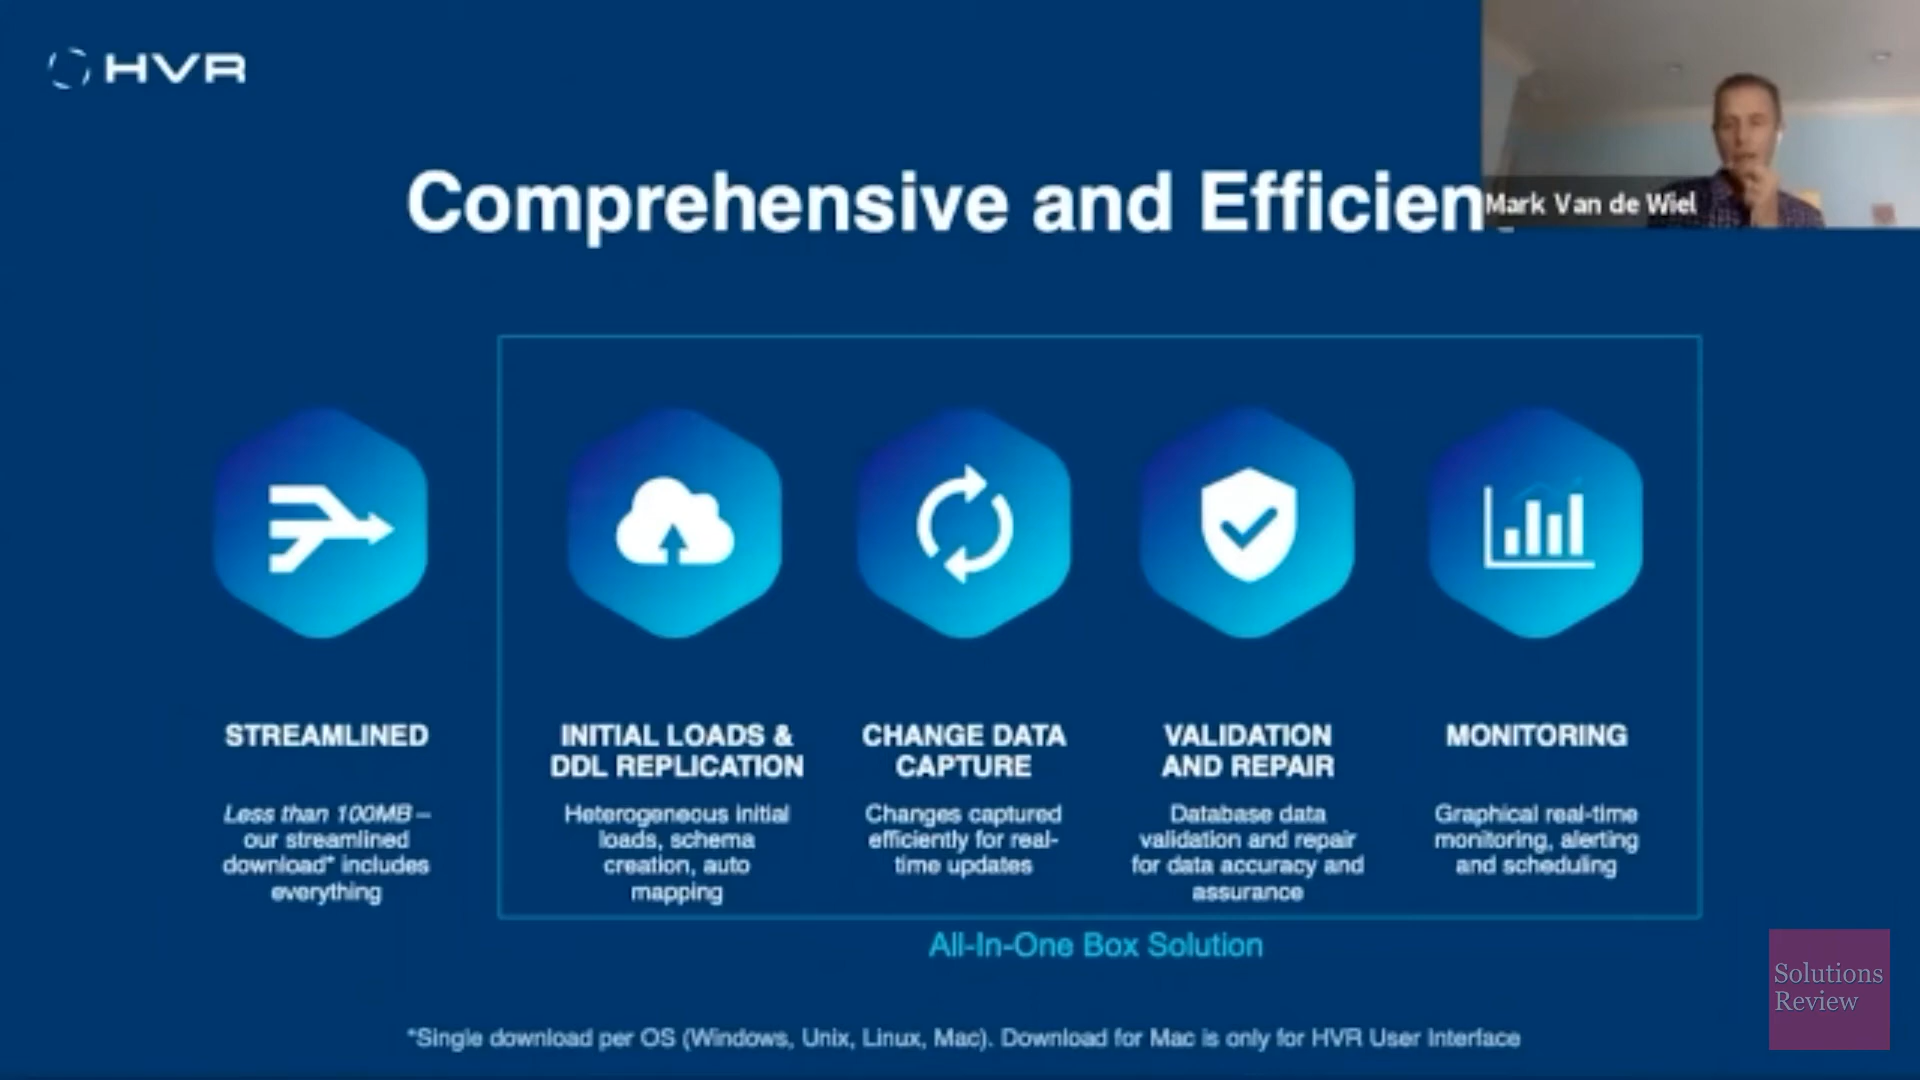 HVR
Comprehensive and Efficien
Mark Van de Wiel
STREAMLINED
Less than 100MB –
our streamlined
download* includes
everything
INITIAL LOADS &
DDL REPLICATION
Heterogeneous initial
loads, schema
creation, auto
mapping
CHANGE DATA
CAPTURE
Changes captured
efficiently for real-
time updates
VALIDATION
AND REPAIR
Database data
validation and repair
for data accuracy and
assurance
MONITORING
Graphical real-time
monitoring, alerting
and scheduling
All-In-One Box Solution
*Single download per OS (Windows, Unix, Linux, Mac). Download for Mac is only for HVR User Interface
Solutions
Review